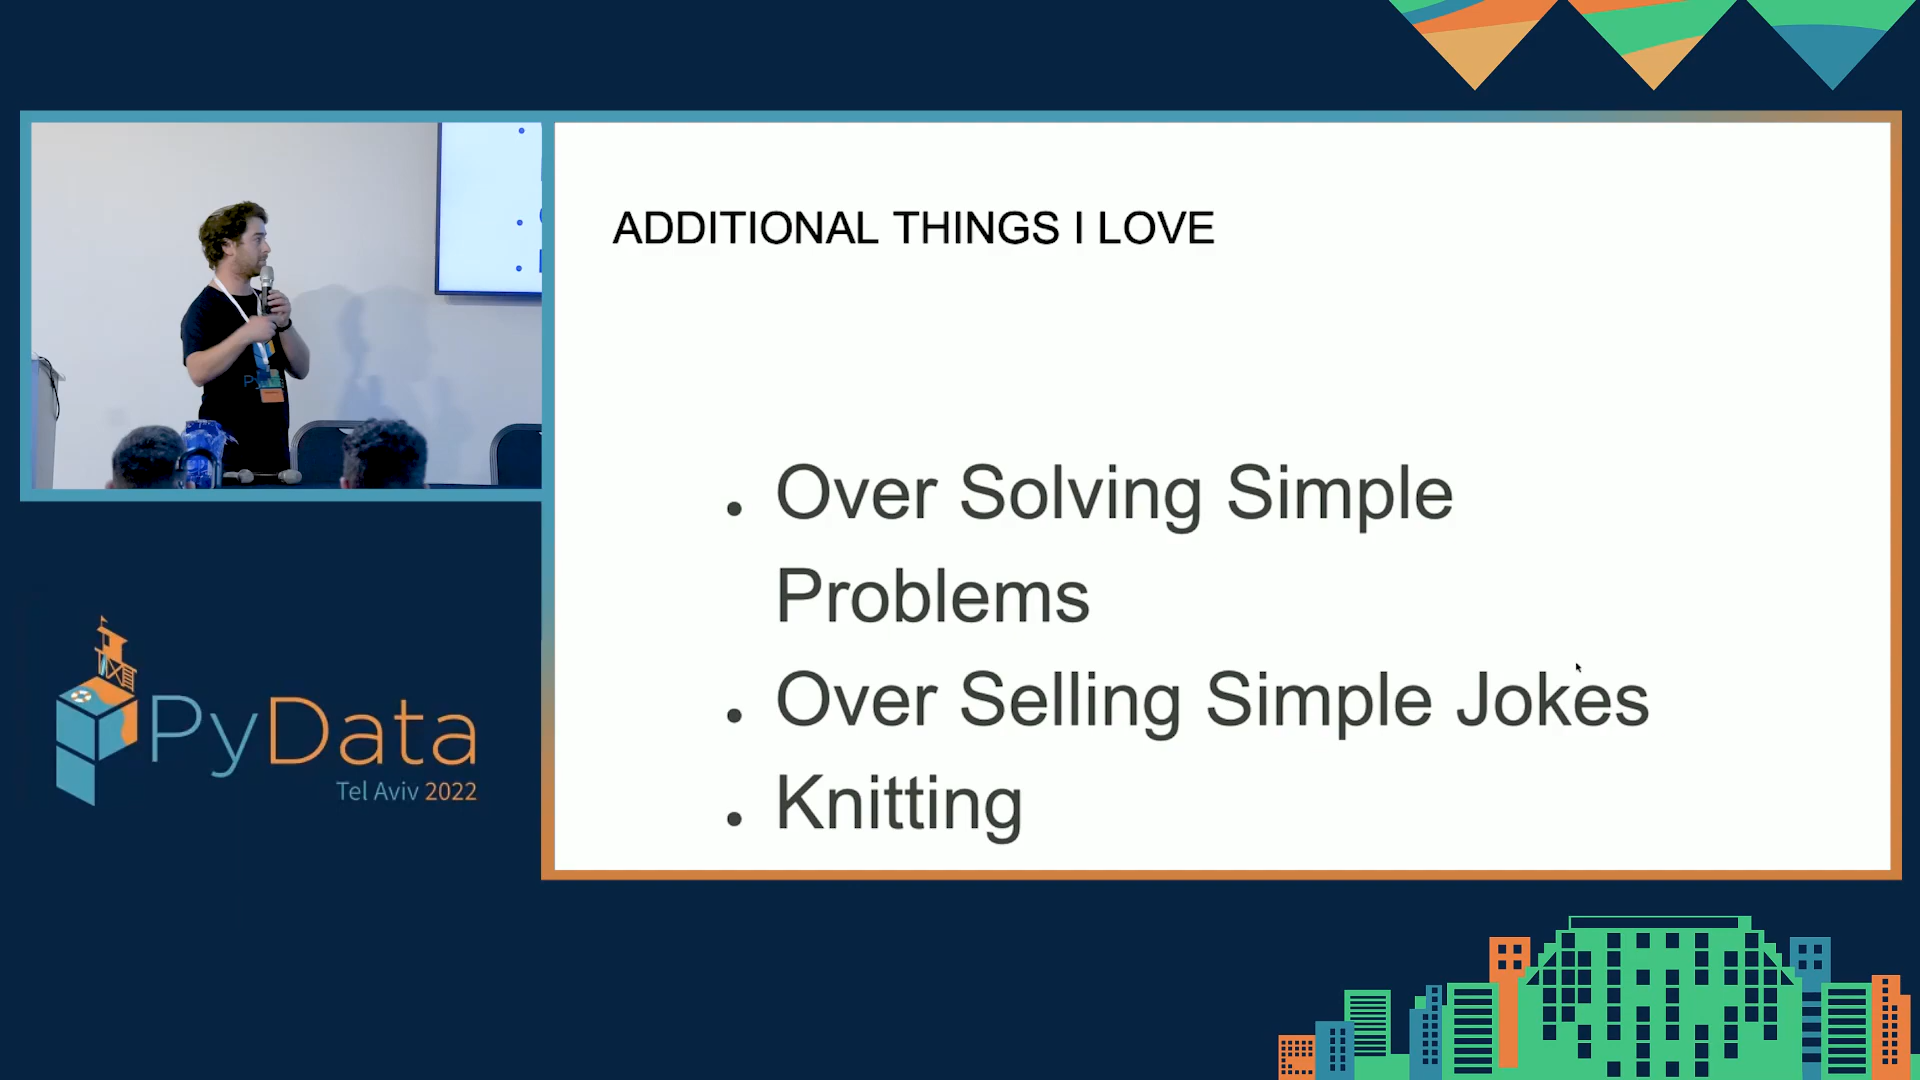 ADDITIONAL THINGS I LOVE
• Over Solving Simple
Problems
• Over Selling Simple Jokes
• Knitting
PyData
Tel Aviv 2022